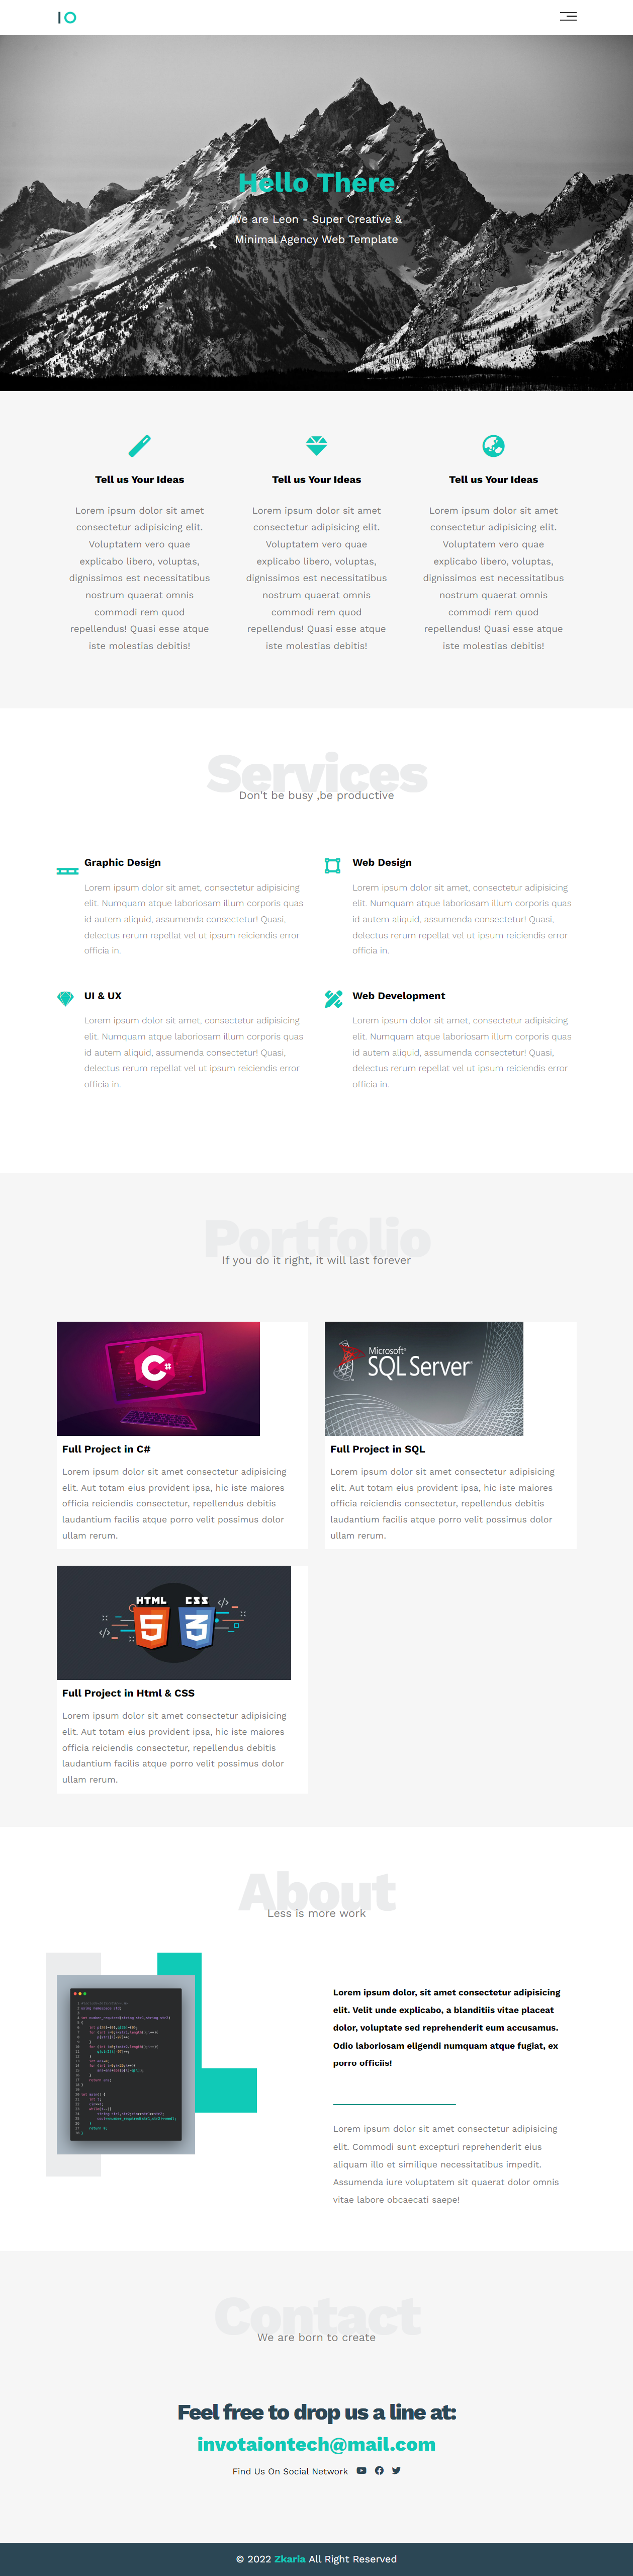 IO
Hello There
We are Leon - Super Creative &
Minimal Agency Web Template
Tell us Your Ideas
Lorem ipsum dolor sit amet
consectetur adipisicing elit.
Voluptatem vero quae
explicabo libero, voluptas,
dignissimos est necessitatibus
nostrum quaerat omnis
commodi rem quod
repellendus! Quasi esse atque
iste molestias debitis!
Tell us Your Ideas
Lorem ipsum dolor sit amet
consectetur adipisicing elit.
Voluptatem vero quae
explicabo libero, voluptas,
dignissimos est necessitatibus
nostrum quaerat omnis
commodi rem quod
repellendus! Quasi esse atque
iste molestias debitis!
Tell us Your Ideas
Lorem ipsum dolor sit amet
consectetur adipisicing elit.
Voluptatem vero quae
explicabo libero, voluptas,
dignissimos est necessitatibus
nostrum quaerat omnis
commodi rem quod
repellendus! Quasi esse atque
iste molestias debitis!
Services
Don't be busy ,be productive
Graphic Design
Lorem ipsum dolor sit amet, consectetur adipisicing
elit. Numquam atque laboriosam illum corporis quas
id autem aliquid, assumenda consectetur! Quasi,
delectus rerum repellat vel ut ipsum reiciendis error
officia in.
Web Design
Lorem ipsum dolor sit amet, consectetur adipisicing
elit. Numquam atque laboriosam illum corporis quas
id autem aliquid, assumenda consectetur! Quasi,
delectus rerum repellat vel ut ipsum reiciendis error
officia in.
UI & UX
Lorem ipsum dolor sit amet, consectetur adipisicing
elit. Numquam atque laboriosam illum corporis quas
id autem aliquid, assumenda consectetur! Quasi,
delectus rerum repellat vel ut ipsum reiciendis error
officia in.
Web Development
Lorem ipsum dolor sit amet, consectetur adipisicing
elit. Numquam atque laboriosam illum corporis quas
id autem aliquid, assumenda consectetur! Quasi,
delectus rerum repellat vel ut ipsum reiciendis error
officia in.
Portfolio
If you do it right, it will last forever
C#
Full Project in C#
Lorem ipsum dolor sit amet consectetur adipisicing
elit. Aut totam eius provident ipsa, hic iste maiores
officia reiciendis consectetur, repellendus debitis
laudantium facilis atque porro velit possimus dolor
ullam rerum.
Microsoft®
SQL Server®
Full Project in SQL
Lorem ipsum dolor sit amet consectetur adipisicing
elit. Aut totam eius provident ipsa, hic iste maiores
officia reiciendis consectetur, repellendus debitis
laudantium facilis atque porro velit possimus dolor
ullam rerum.
HTML CSS
5 3
Full Project in Html & CSS
Lorem ipsum dolor sit amet consectetur adipisicing
elit. Aut totam eius provident ipsa, hic iste maiores
officia reiciendis consectetur, repellendus debitis
laudantium facilis atque porro velit possimus dolor
ullam rerum.
About
Less is more work
Lorem ipsum dolor, sit amet consectetur adipisicing
elit. Velit unde explicabo, a blanditiis vitae placeat
dolor, voluptate sed reprehenderit eum accusamus.
Odio laboriosam eligendi numquam atque fugiat, ex
porro officiis!
Lorem ipsum dolor sit amet consectetur adipisicing
elit. Commodi sunt excepturi reprehenderit eius
aliquam illo et similique necessitatibus impedit.
Assumenda iure voluptatem sit quaerat dolor omnis
vitae labore obcaecati saepe!
Contact
We are born to create
Feel free to drop us a line at:
invotaiontech@mail.com
Find Us On Social Network
© 2022 Zkaria All Right Reserved